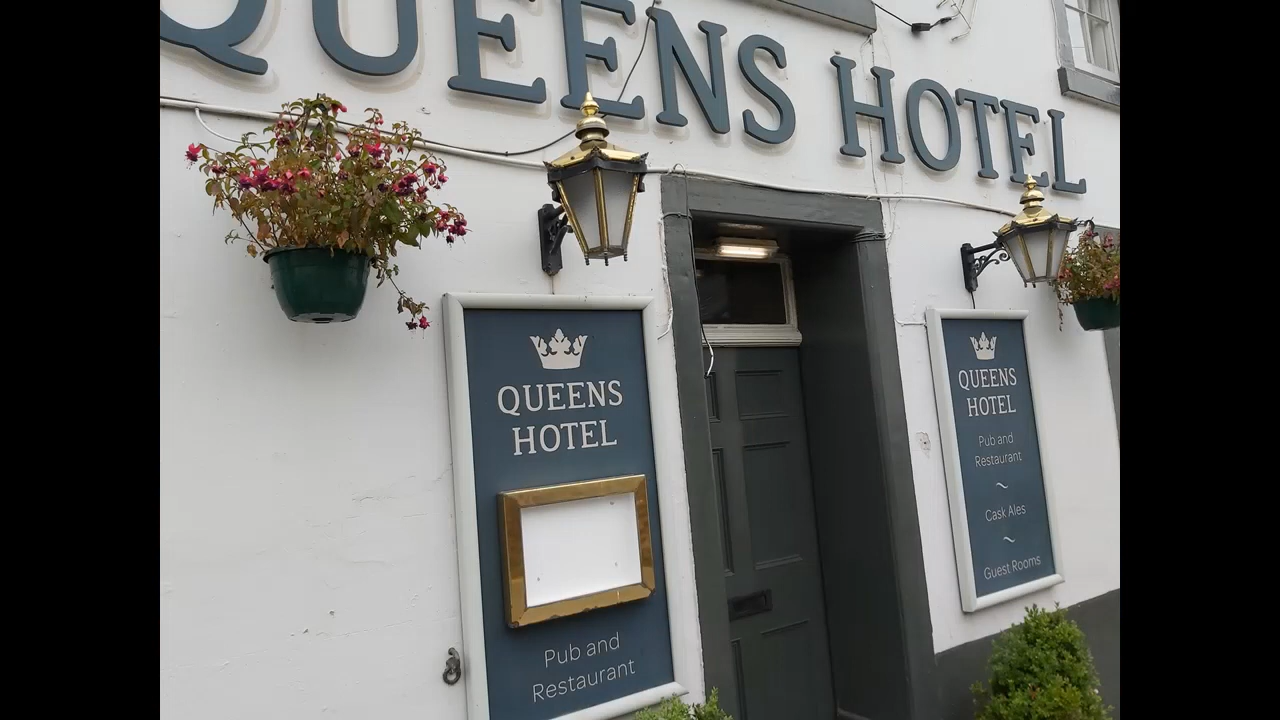 QUEENS HOTEL
QUEENS
HOTEL
Pub and
Restaurant
QUEENS
HOTEL
Pub and
Restaurant
~
Cask Ales
~
Guest Rooms